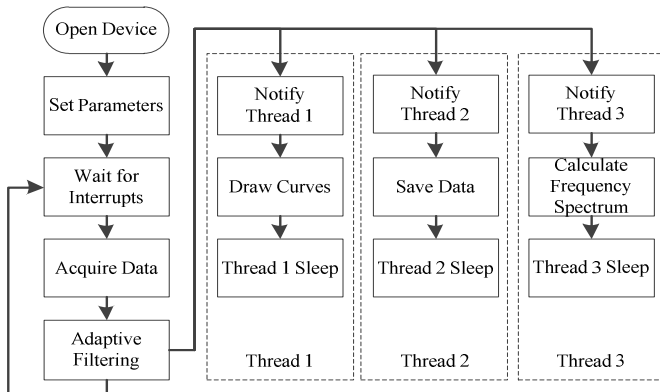 Open Device
Set Parameters
Wait for
Interrupts
Acquire Data
Adaptive
Filtering
Notify
Thread 1
Draw Curves
Thread 1 Sleep
Thread 1
Notify
Thread 2
Save Data
Thread 2 Sleep
Thread 2
Notify
Thread 3
Calculate
Frequency
Spectrum
Thread 3 Sleep
Thread 3